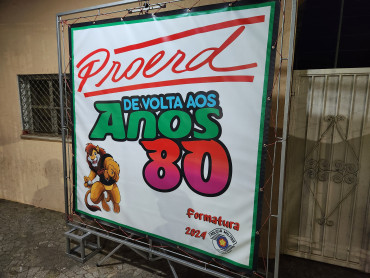 Proerd
DE VOLTA AOS
Anos
80
Formatura
2024